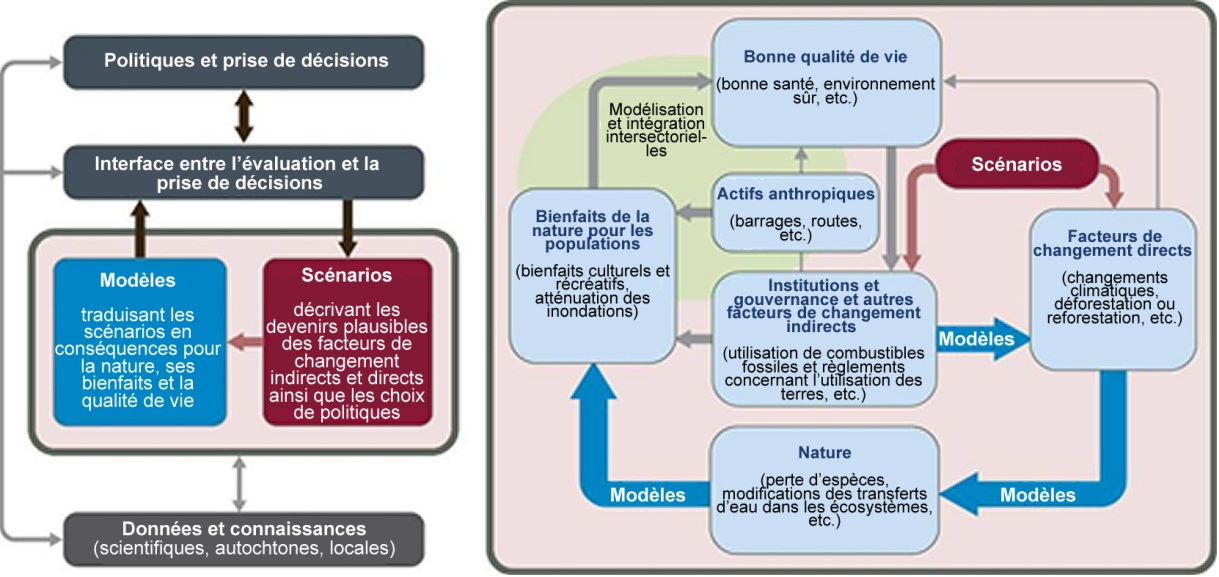 Politiques et prise de décisions
Interface entre l’évaluation et la
prise de décisions
Modèles
traduisant les
scénarios en
conséquences pour
la nature, ses
bienfaits et la
qualité de vie
Scénarios
décrivant les
devenirs plausibles
des facteurs de
changement
indirects et directs
ainsi que les choix
de politiques
Données et connaissances
(scientifiques, autochtones, locales)
Bonne qualité de vie
(bonne santé, environnement
sûr, etc.)
Modélisation
et intégration
intersectoriel-
les
Scénarios
Actifs anthropiques
(barrages, routes,
etc.)
Bienfaits de la
nature pour les
populations
(bienfaits culturels et
récréatifs,
atténuation des
inondations)
Facteurs de
changement directs
(changements
climatiques,
déforestation ou
reforestation, etc.)
Institutions et
gouvernance et autres
facteurs de changement
indirects
(utilisation de combustibles
fossiles et règlements
concernant l’utilisation des
terres, etc.)
Modèles
Nature
(perte d’espèces,
modifications des transferts
d’eau dans les écosystèmes,
etc.)
Modèles
Modèles